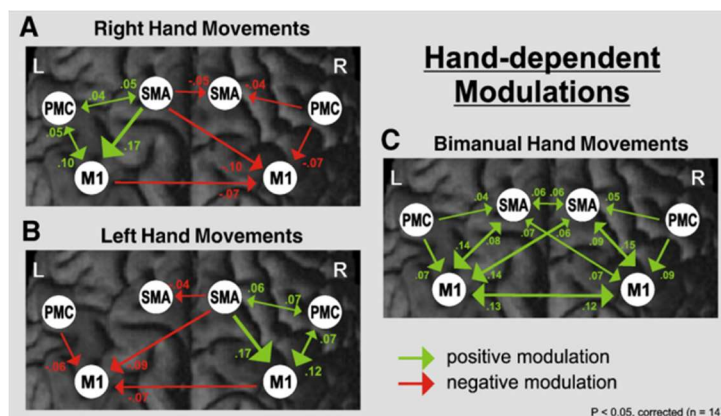 A
Right Hand Movements
L
R
SMA
SMA
PMC
PMC
M1
M1
.04
.05
-.05
-.04
.05
.10
.17
-.10
-.07
-.07
Hand-dependent
Modulations
B
Left Hand Movements
L
R
SMA
SMA
PMC
PMC
M1
M1
-.04
.06
.07
.07
-.06
-.09
.17
.12
-.07
C
Bimanual Hand Movements
L
R
SMA
SMA
PMC
PMC
M1
M1
.04
.06
.06
.05
.14
.08
.07
.06
.09
.15
.07
.14
.07
.09
.13
.12
positive modulation
negative modulation
P < 0.05, corrected (n = 14